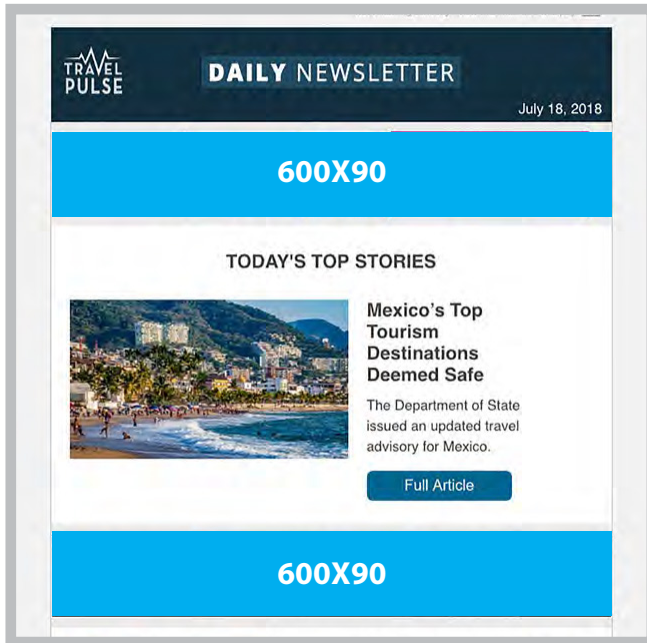 TRAVEL
PULSE
DAILY NEWSLETTER
July 18, 2018
600X90
TODAY'S TOP STORIES
Mexico's Top
Tourism
Destinations
Deemed Safe
The Department of State
issued an updated travel
advisory for Mexico.
Full Article
600X90